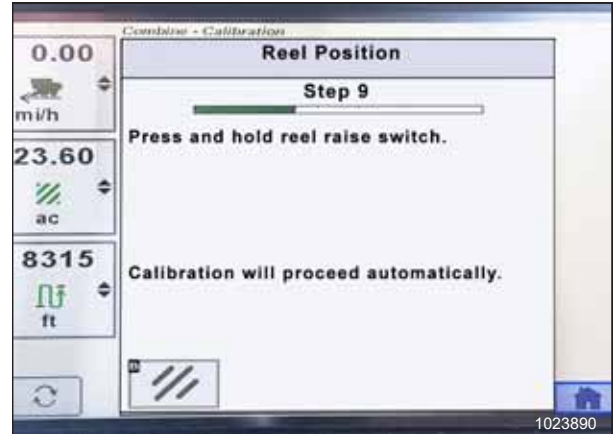 Combine - Calibration
Reel Position
Step 9
Press and hold reel raise switch.
Calibration will proceed automatically.
0.00
mi/h
23.60
ac
8315
ft
1023890